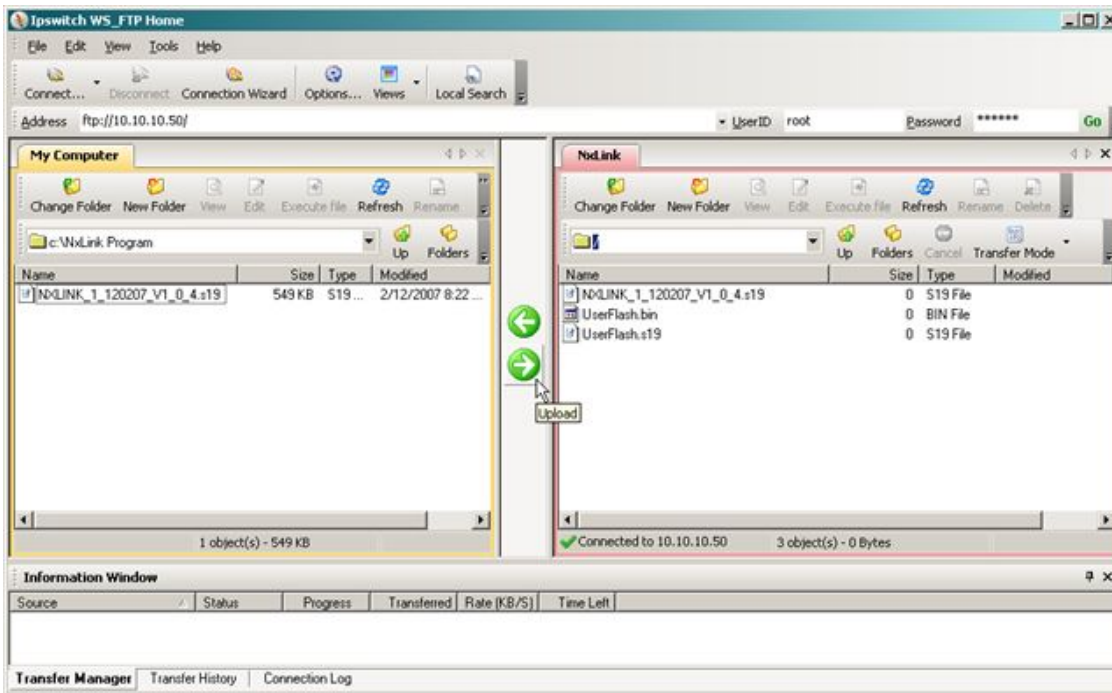 Ipswitch WS_FTP Home
File Edit View Tools Help
Connect... Disconnect Connection Wizard Options... Views Local Search
Address ftp://10.10.10.50/ UserID root Password ****** Go
My Computer
Change Folder New Folder View Edit Execute file Refresh Rename
c:\NxLink Program Up Folders
Name Size Type Modified
NXLINK_1_120207_V1_0_4.s19 549 KB S19 ... 2/12/2007 8:22 ...
1 object(s) - 549 KB
Upload
NxLink
Change Folder New Folder View Edit Execute file Refresh Rename Delete
/ Up Folders Cancel Transfer Mode
Name Size Type Modified
NXLINK_1_120207_V1_0_4.s19 0 S19 File
UserFlash.bin 0 BIN File
UserFlash.s19 0 S19 File
Connected to 10.10.10.50 3 object(s) - 0 Bytes
Information Window
Source Status Progress Transferred Rate (KB/S) Time Left
Transfer Manager Transfer History Connection Log